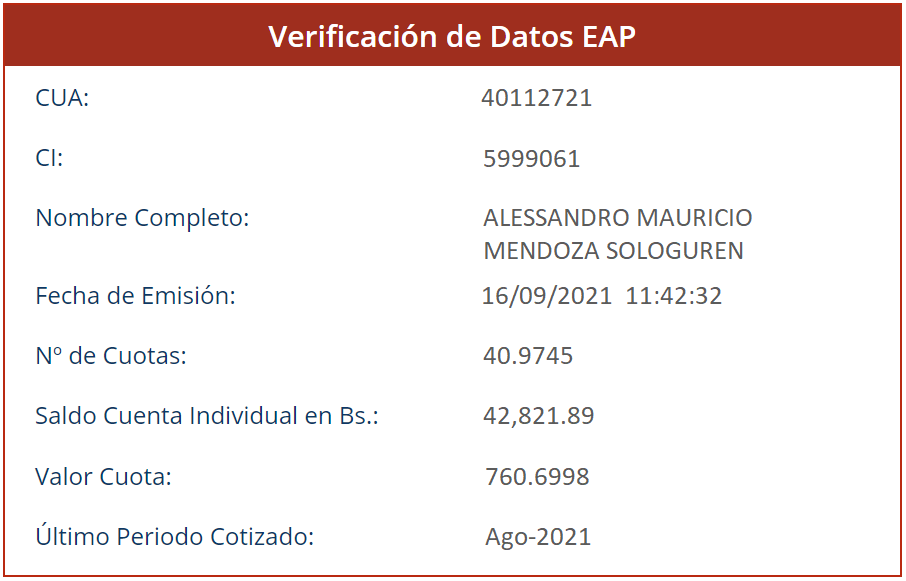 Verificación de Datos EAP
CUA: 40112721
CI: 5999061
Nombre Completo: ALESSANDRO MAURICIO
MENDOZA SOLOGUREN
Fecha de Emisión: 16/09/2021 11:42:32
Nº de Cuotas: 40.9745
Saldo Cuenta Individual en Bs.: 42,821.89
Valor Cuota: 760.6998
Último Periodo Cotizado: Ago-2021